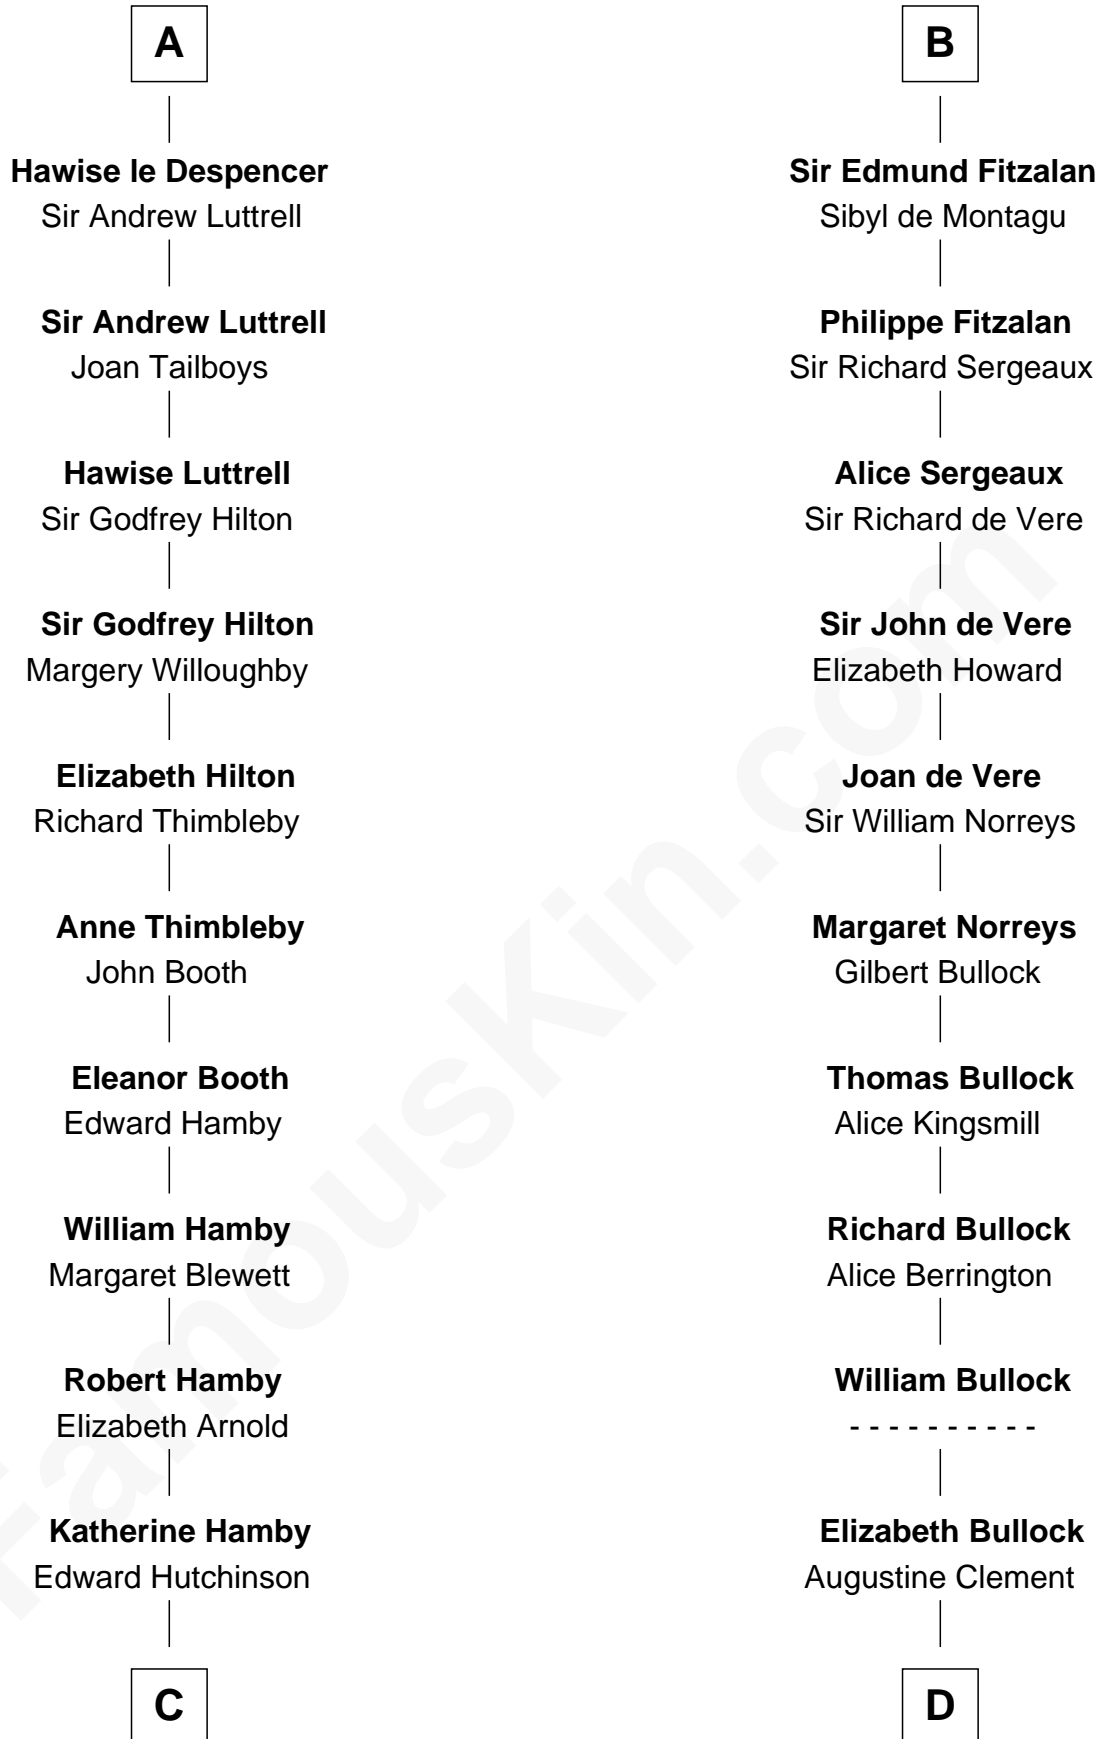 A
Hawise le Despencer
Sir Andrew Luttrell
Sir Andrew Luttrell
Joan Tailboys
Hawise Luttrell
Sir Godfrey Hilton
Sir Godfrey Hilton
Margery Willoughby
Elizabeth Hilton
Richard Thimbleby
Anne Thimbleby
John Booth
Eleanor Booth
Edward Hamby
William Hamby
Margaret Blewett
Robert Hamby
Elizabeth Arnold
Katherine Hamby
Edward Hutchinson
C
B
Sir Edmund Fitzalan
Sibyl de Montagu
Philippe Fitzalan
Sir Richard Sergeaux
Alice Sergeaux
Sir Richard de Vere
Sir John de Vere
Elizabeth Howard
Joan de Vere
Sir William Norreys
Margaret Norreys
Gilbert Bullock
Thomas Bullock
Alice Kingsmill
Richard Bullock
Alice Berrington
William Bullock
- - - - - - - - - -
Elizabeth Bullock
Augustine Clement
D
FamousKin.com